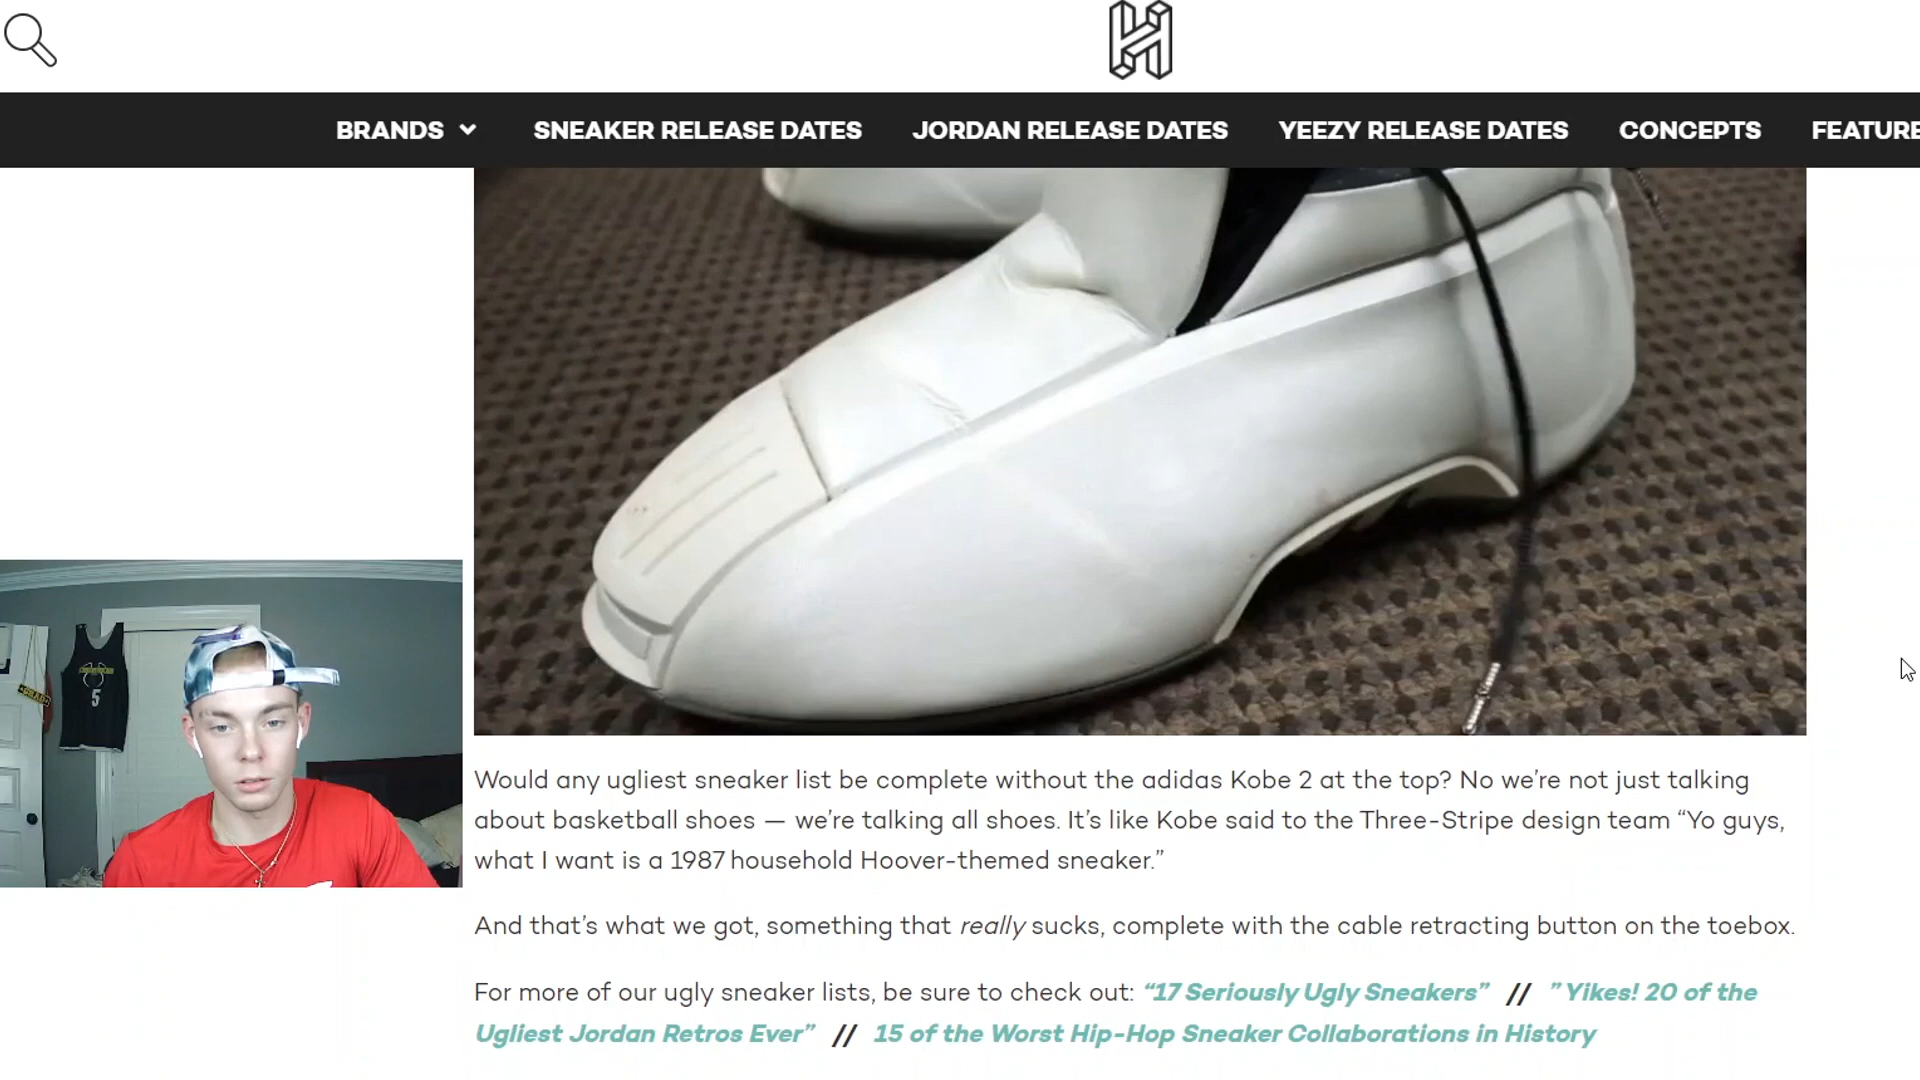 BRANDS SNEAKER RELEASE DATES JORDAN RELEASE DATES YEEZY RELEASE DATES CONCEPTS FEATURE
5
Would any ugliest sneaker list be complete without the adidas Kobe 2 at the top? No we’re not just talking
about basketball shoes — we’re talking all shoes. It’s like Kobe said to the Three-Stripe design team “Yo guys,
what I want is a 1987 household Hoover-themed sneaker.”
And that’s what we got, something that really sucks, complete with the cable retracting button on the toebox.
For more of our ugly sneaker lists, be sure to check out: “17 Seriously Ugly Sneakers” // ” Yikes! 20 of the
Ugliest Jordan Retros Ever” // 15 of the Worst Hip-Hop Sneaker Collaborations in History